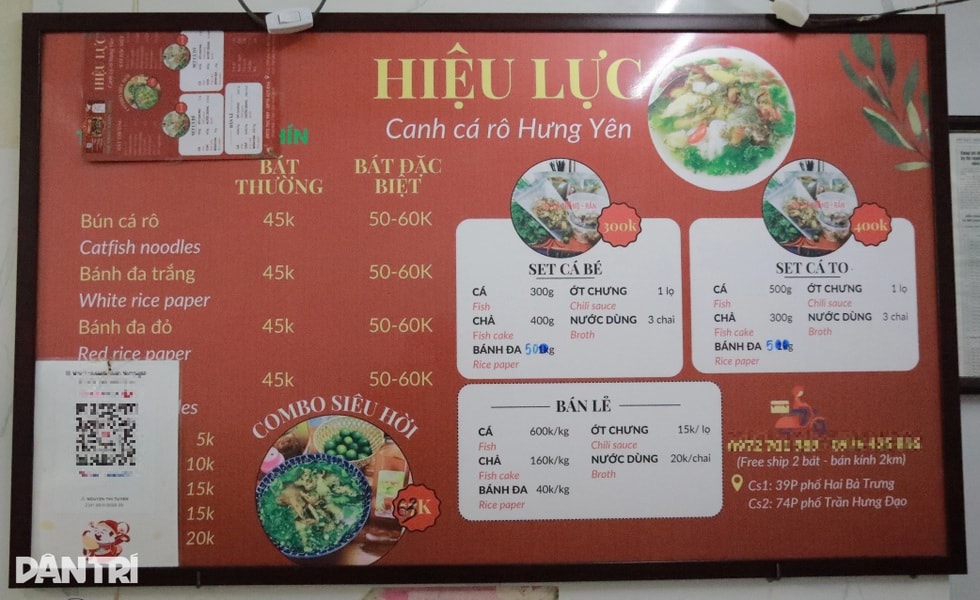 HIỆU LỰC
Canh cá rô Hưng Yên
HIỆU LỰC
BÁT THƯỜNG
BÁT ĐẶC BIỆT
Bún cá rô 45k 50-60K
Catfish noodles
Bánh đa trắng 45k 50-60K
White rice paper
Bánh đa đỏ 45k 50-60K
Red rice paper
45k 50-60K
5k
10k
15k
15k
20k
COMBO SIÊU HỜI
300k
SET CÁ BÉ
CÁ 300g ỚT CHƯNG 1 lọ
Fish Chili sauce
CHẢ 400g NƯỚC DÙNG 3 chai
Fish cake Broth
BÁNH ĐA
Rice paper
400k
SET CÁ TO
CÁ 500g ỚT CHƯNG 1 lọ
Fish Chili sauce
CHẢ 300g NƯỚC DÙNG 3 chai
Fish cake Broth
BÁNH ĐA
Rice paper
BÁN LẺ
CÁ 600k/kg ỚT CHƯNG 15k/ lọ
Fish Chili sauce
CHẢ 160k/kg NƯỚC DÙNG 20k/chai
Fish cake Broth
BÁNH ĐA 40k/kg
Rice paper
(Free ship 2 bát - bán kính 2km)
Cs1: 39P phố Hai Bà Trưng
Cs2: 74P phố Trần Hưng Đạo
DÂN TRÍ